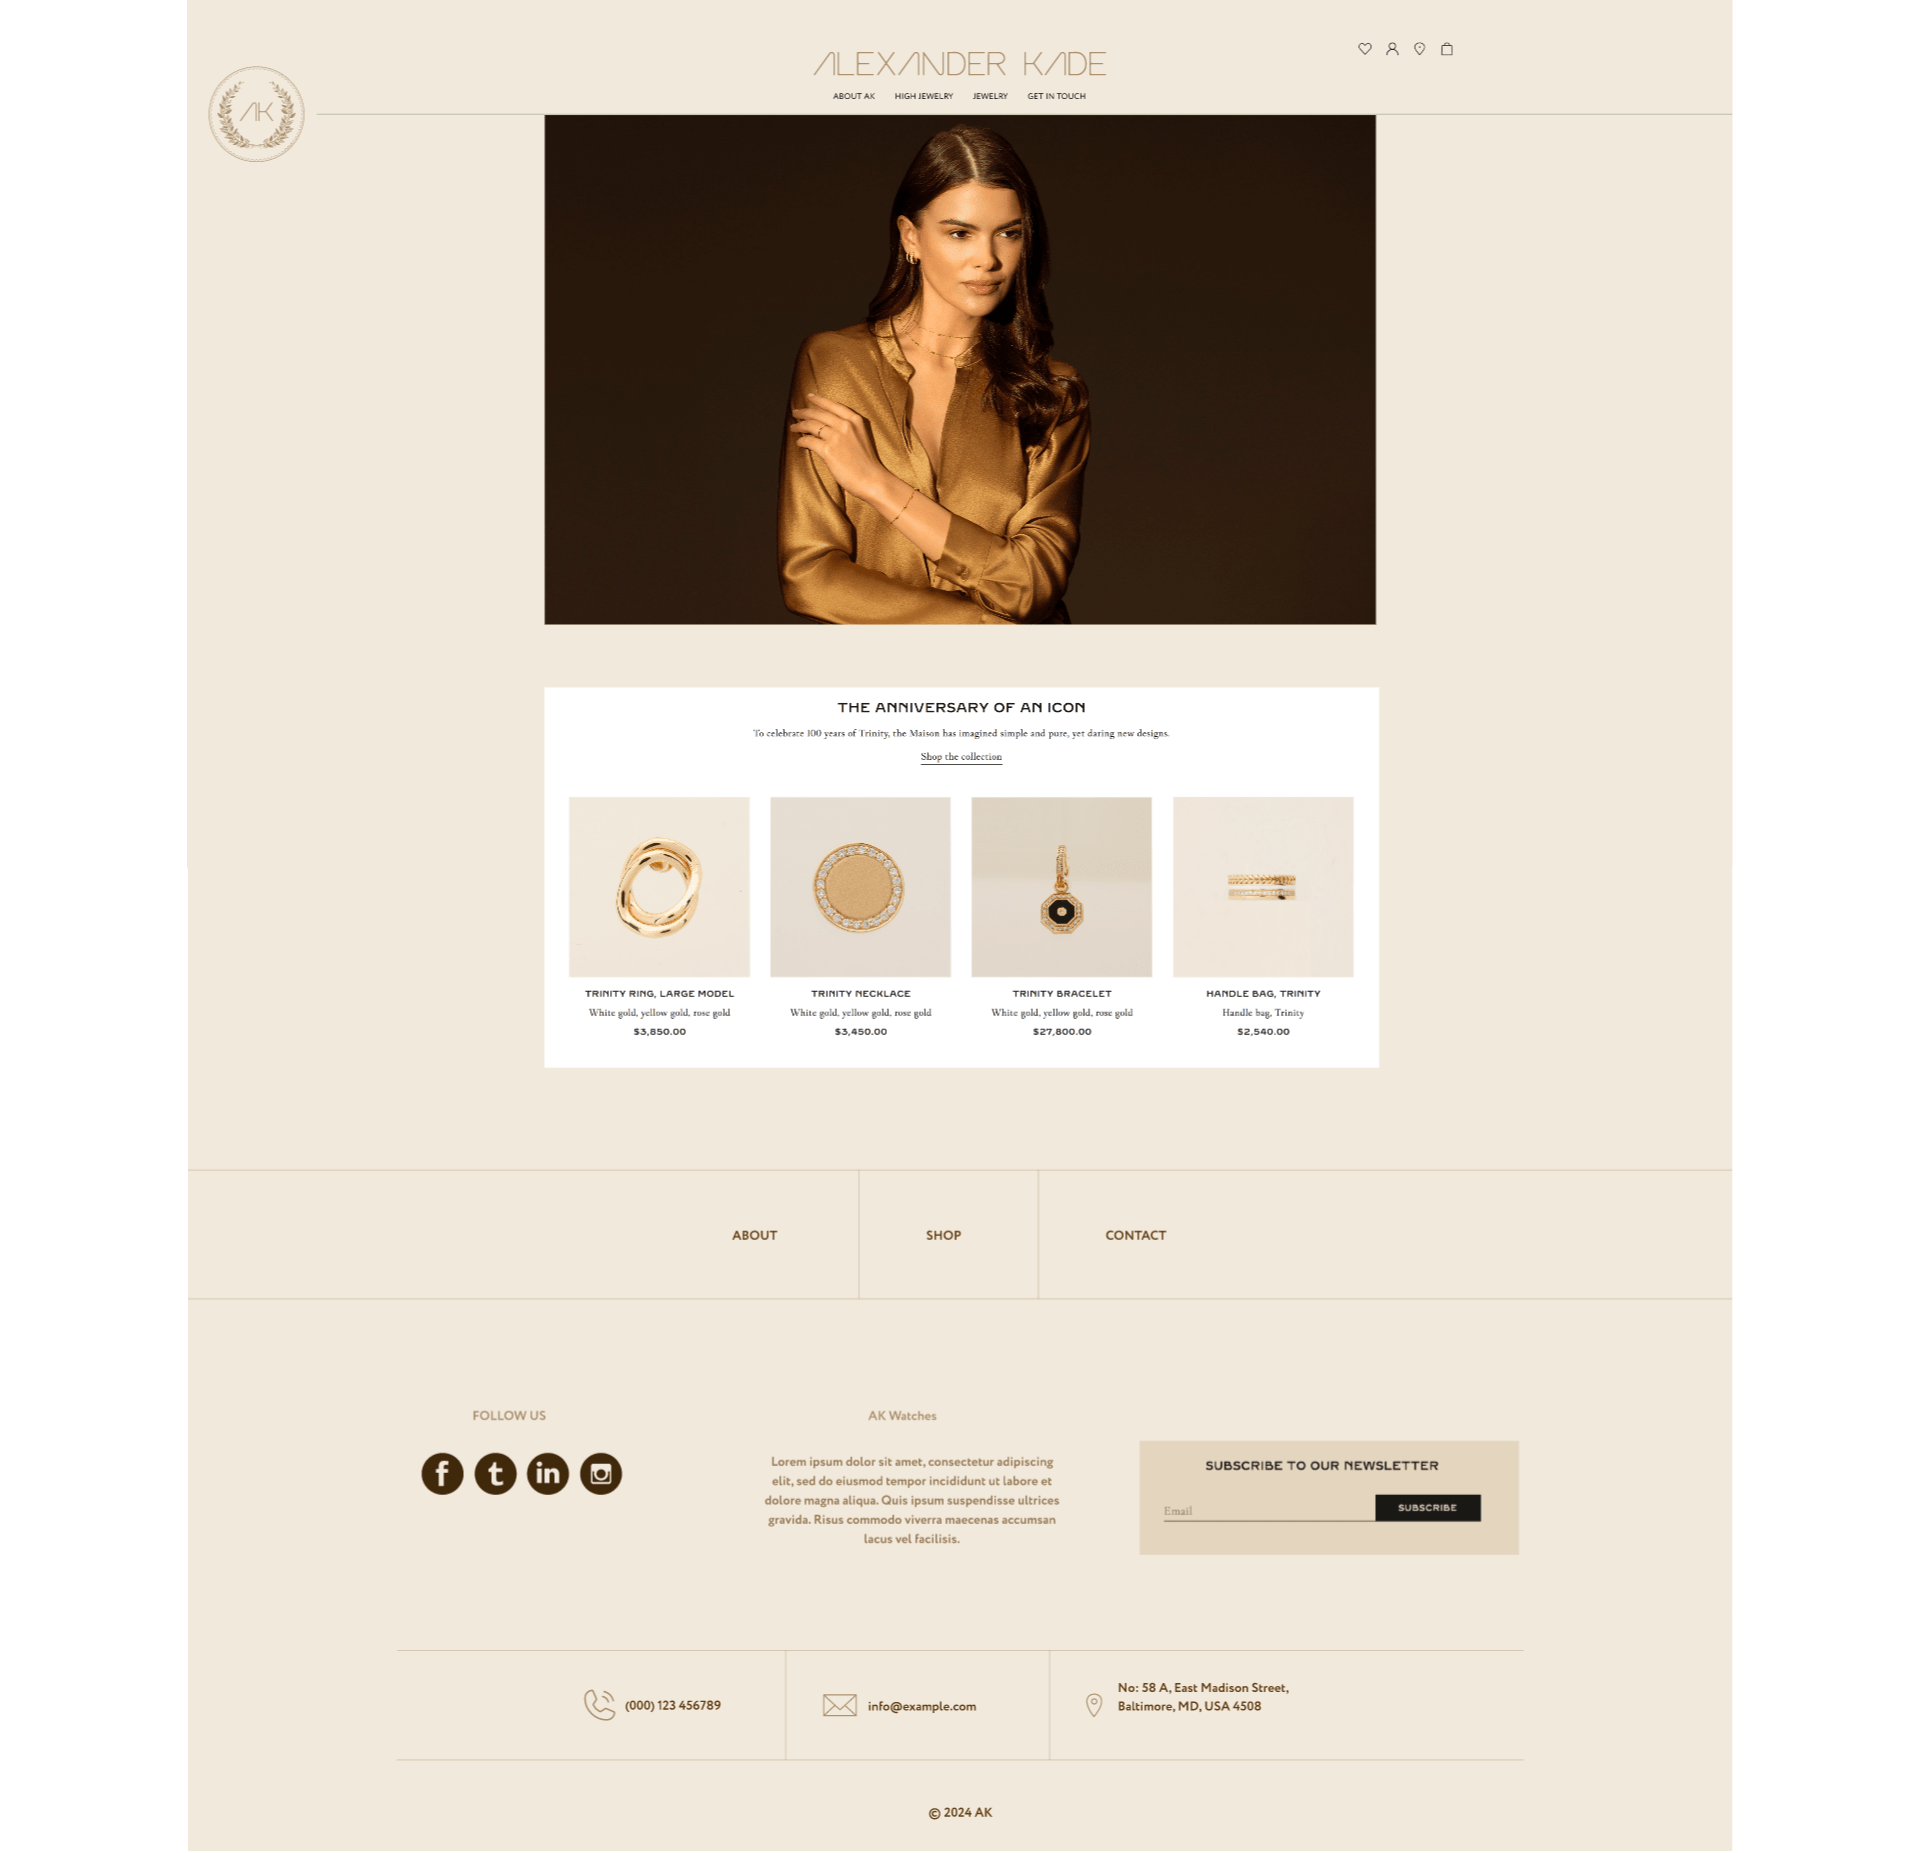 ALEXANDER KADE
AK
ABOUT AK HIGH JEWELRY JEWELRY GET IN TOUCH
THE ANNIVERSARY OF AN ICON
To celebrate 100 years of Trinity, the Maison has imagined simple and pure, yet daring new designs.
Shop the collection
TRINITY RING, LARGE MODEL
White gold, yellow gold, rose gold
$3,850.00
TRINITY NECKLACE
White gold, yellow gold, rose gold
$3,450.00
TRINITY BRACELET
White gold, yellow gold, rose gold
$27,800.00
HANDLE BAG, TRINITY
Handle bag, Trinity
$2,540.00
ABOUT SHOP CONTACT
FOLLOW US
f t in
AK Watches
Lorem ipsum dolor sit amet, consectetur adipiscing
elit, sed do eiusmod tempor incididunt ut labore et
dolore magna aliqua. Quis ipsum suspendisse ultrices
gravida. Risus commodo viverra maecenas accumsan
lacus vel facilisis.
SUBSCRIBE TO OUR NEWSLETTER
Email SUBSCRIBE
(000) 123 456789
info@example.com
No: 58 A, East Madison Street,
Baltimore, MD, USA 4508
© 2024 AK